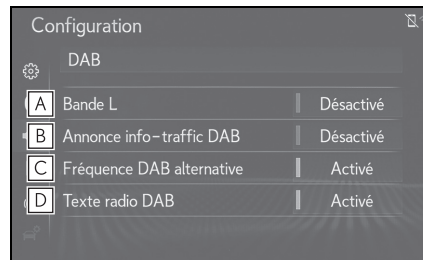 Configuration
DAB
A Bande L Désactivé
B Annonce info-traffic DAB Désactivé
C Fréquence DAB alternative Activé
D Texte radio DAB Activé